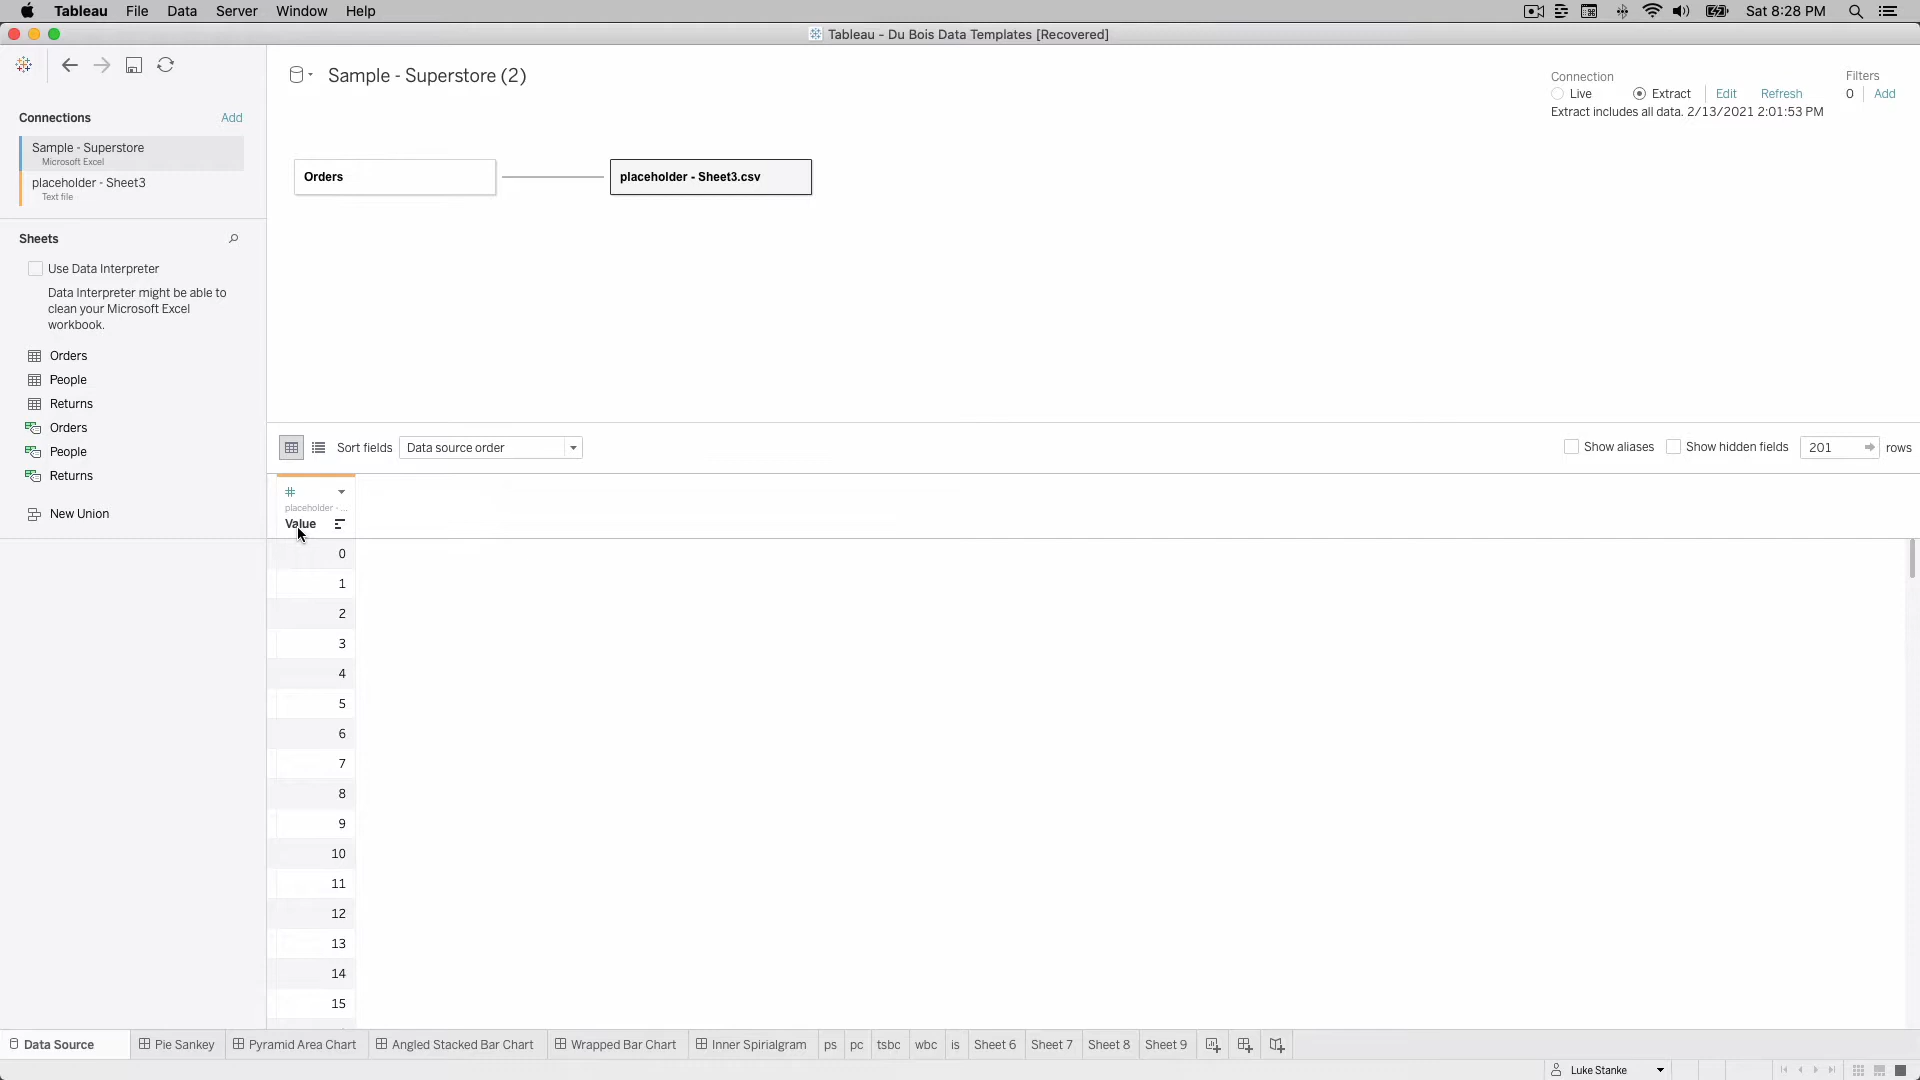 Tableau File Data Server Window Help
Sat 8:28 PM
Tableau - Du Bois Data Templates [Recovered]
Sample - Superstore (2)
Connection
Live Extract Edit Refresh
Extract includes all data. 2/13/2021 2:01:53 PM
Filters
0 Add
Connections Add
Sample - Superstore
Microsoft Excel
placeholder - Sheet3
Text file
Orders
placeholder - Sheet3.csv
Sheets
Use Data Interpreter
Data Interpreter might be able to
clean your Microsoft Excel
workbook.
Orders
People
Returns
Orders
People
Returns
New Union
Sort fields Data source order
Show aliases Show hidden fields 201 rows
#
placeholder - ...
Value
0
1
2
3
4
5
6
7
8
9
10
11
12
13
14
15
Data Source Pie Sankey Pyramid Area Chart Angled Stacked Bar Chart Wrapped Bar Chart Inner Spirialgram ps pc tsbc wbc is Sheet 6 Sheet 7 Sheet 8 Sheet 9
Luke Stanke